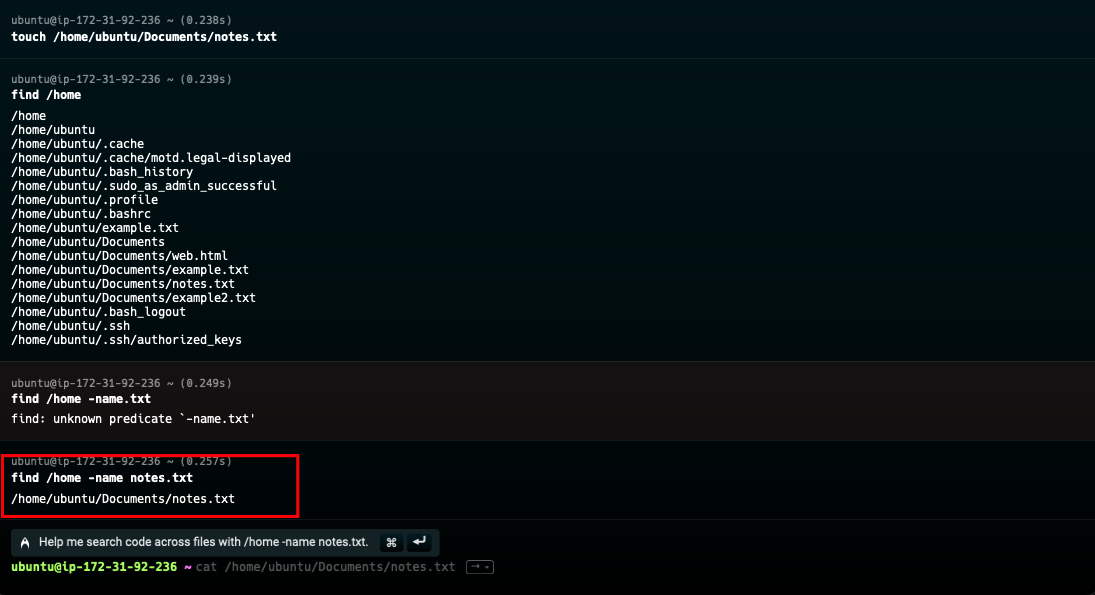 ubuntu@ip-172-31-92-236 ~ (0.238s)
touch /home/ubuntu/Documents/notes.txt
ubuntu@ip-172-31-92-236 ~ (0.239s)
find /home
/home
/home/ubuntu
/home/ubuntu/.cache
/home/ubuntu/.cache/motd.legal-displayed
/home/ubuntu/.bash_history
/home/ubuntu/.sudo_as_admin_successful
/home/ubuntu/.profile
/home/ubuntu/.bashrc
/home/ubuntu/example.txt
/home/ubuntu/Documents
/home/ubuntu/Documents/web.html
/home/ubuntu/Documents/example.txt
/home/ubuntu/Documents/notes.txt
/home/ubuntu/Documents/example2.txt
/home/ubuntu/.bash_logout
/home/ubuntu/.ssh
/home/ubuntu/.ssh/authorized_keys
ubuntu@ip-172-31-92-236 ~ (0.249s)
find /home -name.txt
find: unknown predicate `-name.txt'
ubuntu@ip-172-31-92-236 ~ (0.257s)
find /home -name notes.txt
/home/ubuntu/Documents/notes.txt
Help me search code across files with /home -name notes.txt. ⌘ ↵
ubuntu@ip-172-31-92-236 ~ cat /home/ubuntu/Documents/notes.txt →